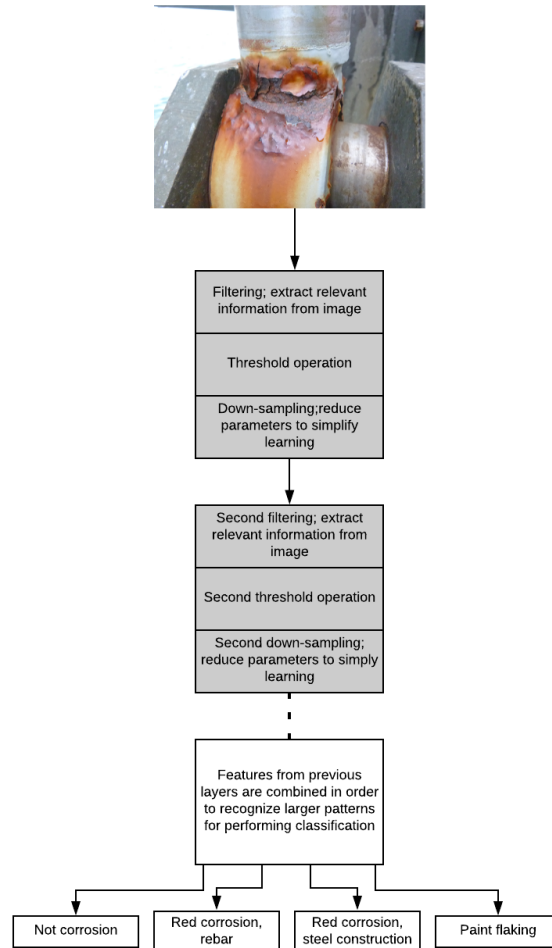 Filtering; extract relevant
information from image
Threshold operation
Down-sampling;reduce
parameters to simplify
learning
Second filtering; extract
relevant information from
image
Second threshold operation
Second down-sampling;
reduce parameters to simply
learning
Features from previous
layers are combined in order
to recognize larger patterns
for performing classification
Not corrosion
Red corrosion,
rebar
Red corrosion,
steel construction
Paint flaking